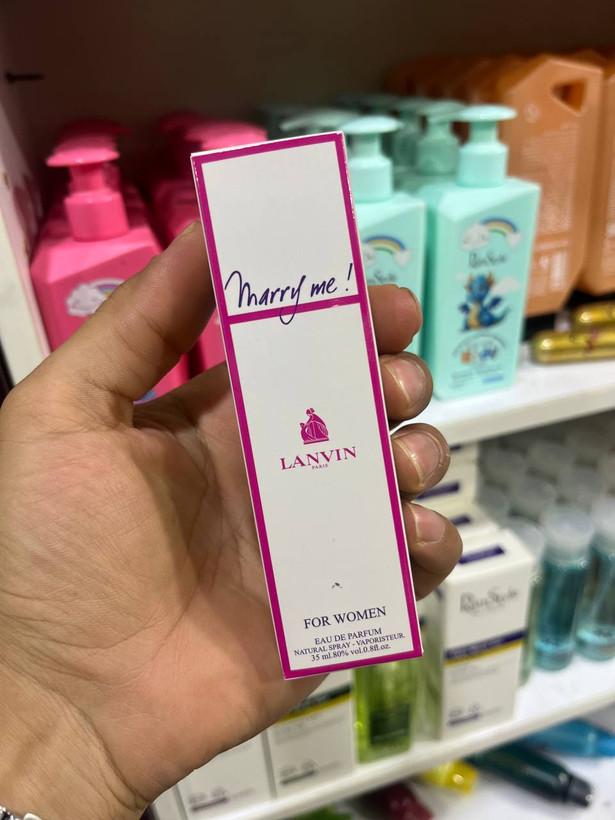 Marry me!
LANVIN
PARIS
FOR WOMEN
EAU DE PARFUM
NATURAL SPRAY - VAPORISATEUR.
35 ml.80% vol.0.8fl.oz.